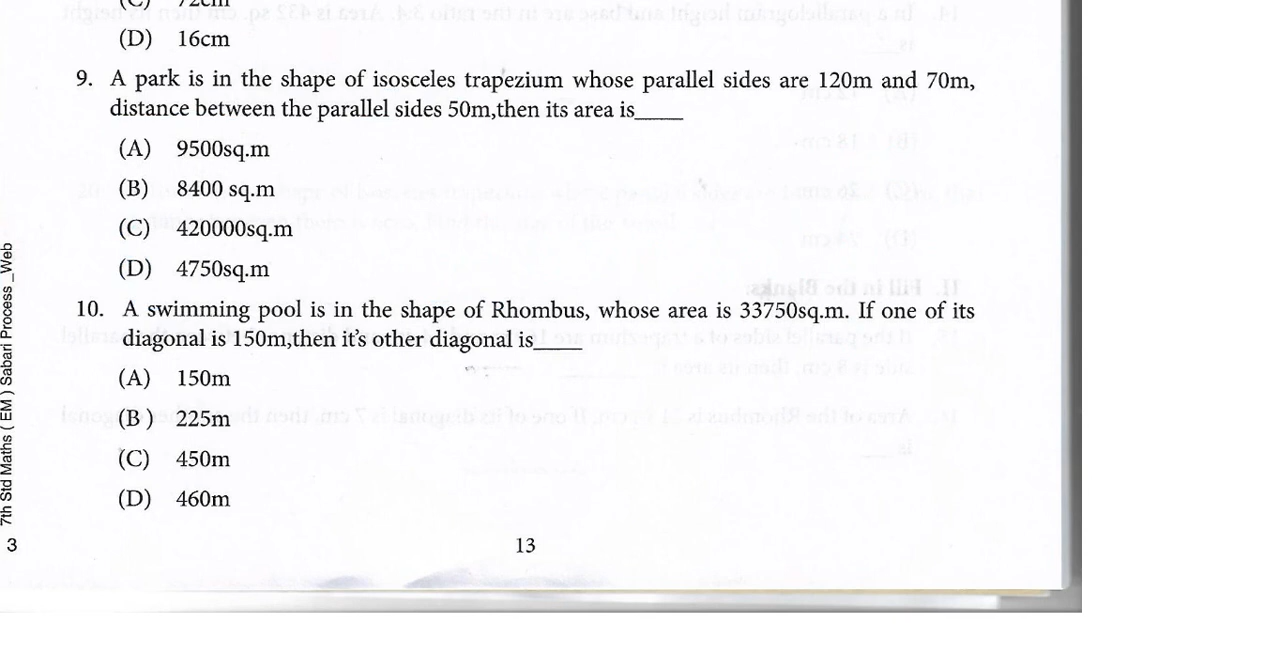 (C) 72cm
(D) 16cm
9. A park is in the shape of isosceles trapezium whose parallel sides are 120m and 70m,
distance between the parallel sides 50m,then its area is____
(A) 9500sq.m
(B) 8400 sq.m
(C) 420000sq.m
(D) 4750sq.m
10. A swimming pool is in the shape of Rhombus, whose area is 33750sq.m. If one of its
diagonal is 150m,then it's other diagonal is____
(A) 150m
(B ) 225m
(C) 450m
(D) 460m
13
7th Std Maths ( EM ) Sabari Process _Web
3